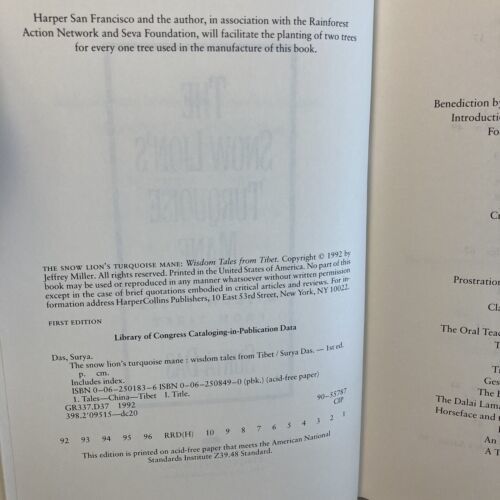 Harper San Francisco and the author, in association with the Rainforest
Action Network and Seva Foundation, will facilitate the planting of two trees
for every one tree used in the manufacture of this book.
THE SNOW LION'S TURQUOISE MANE: Wisdom Tales from Tibet. Copyright © 1992 by
Jeffrey Miller. All rights reserved. Printed in the United States of America. No part of this
book may be used or reproduced in any manner whatsoever without written permission
except in the case of brief quotations embodied in critical articles and reviews. For in-
formation address HarperCollins Publishers, 10 East 53rd Street, New York, NY 10022.
FIRST EDITION
Library of Congress Cataloging-in-Publication Data
Das, Surya.
The snow lion's turquoise mane : wisdom tales from Tibet / Surya Das. — 1st ed.
p. cm.
Includes index.
ISBN 0-06-250183-6 ISBN 0-06-250849-0 (pbk.) (acid-free paper)
1. Tales—China—Tibet 1. Title.
GR337.D37 1992
398.2'09515—dc20
90-35787
CIP
92 93 94 95 96 RRD(H) 10 9 8 7 6 5 4 3 2 1
This edition is printed on acid-free paper that meets the American National
Standards Institute Z39.48 Standard.
Benediction by
Introducti
Fo
Prostration
Cla
The Oral Tea
T
Ges
The Dalai Lam
Horseface and
An
A T